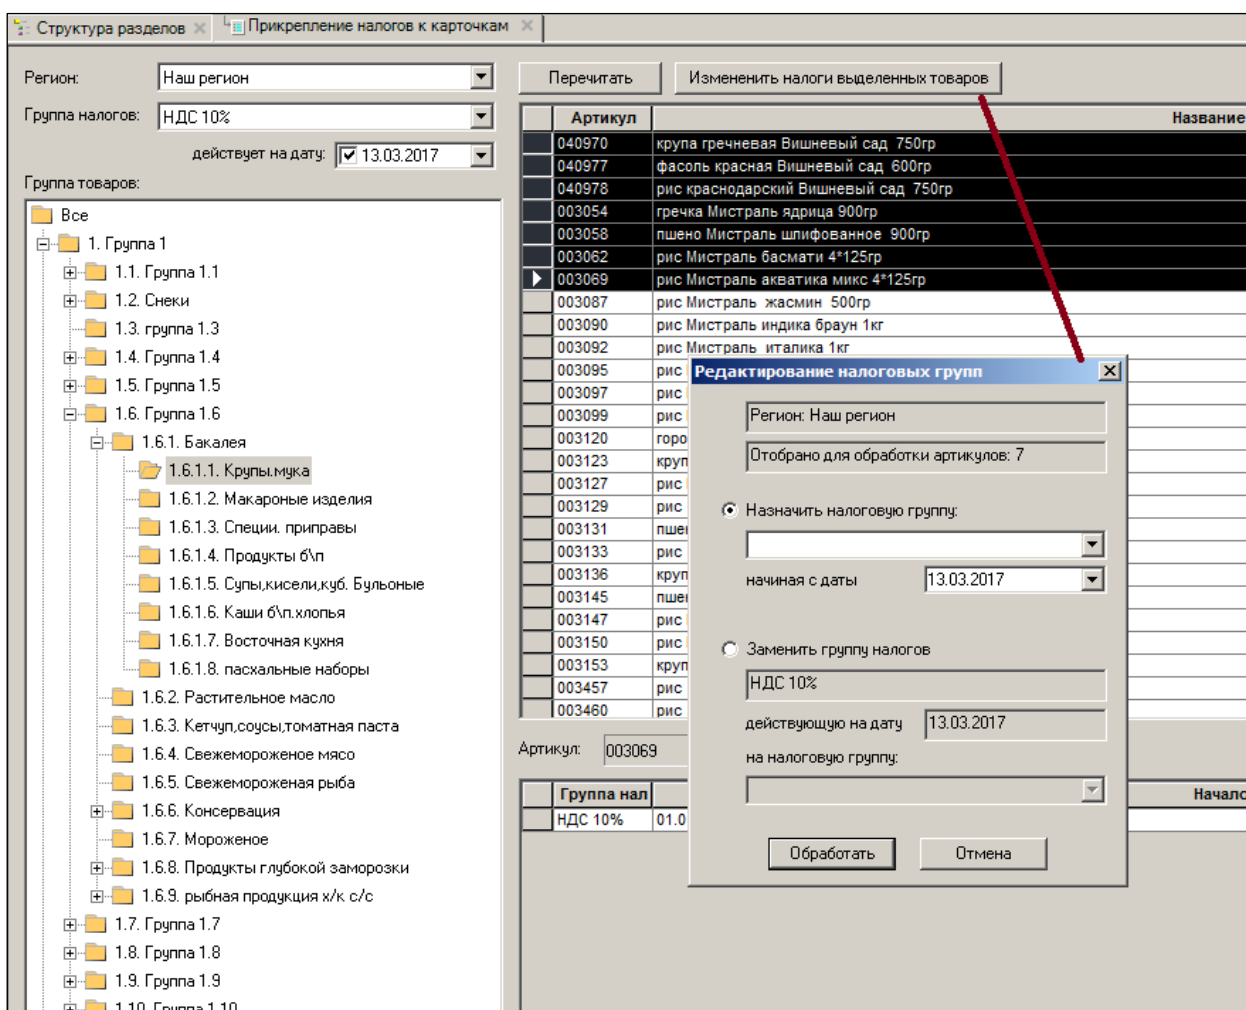 Структура разделов
Прикрепление налогов к карточкам
Регион:
Наш регион
Группа налогов:
НДС 10%
действует на дату:
13.03.2017
Группа товаров:
Все
1. Группа 1
1.1. Группа 1.1
1.2. Снеки
1.3. группа 1.3
1.4. Группа 1.4
1.5. Группа 1.5
1.6. Группа 1.6
1.6.1. Бакалея
1.6.1.1. Крупы.мука
1.6.1.2. Макароные изделия
1.6.1.3. Специи. приправы
1.6.1.4. Продукты б\п
1.6.1.5. Супы,кисели,куб. Бульоные
1.6.1.6. Каши б\п.хлопья
1.6.1.7. Восточная кухня
1.6.1.8. пасхальные наборы
1.6.2. Растительное масло
1.6.3. Кетчуп,соусы,томатная паста
1.6.4. Свежемороженое мясо
1.6.5. Свежемороженая рыба
1.6.6. Консервация
1.6.7. Мороженое
1.6.8. Продукты глубокой заморозки
1.6.9. рыбная продукция х/к с/с
1.7. Группа 1.7
1.8. Группа 1.8
1.9. Группа 1.9
1.10. Группа 1.10
Перечитать
Измененить налоги выделенных товаров
Артикул Название
040970 крупа гречневая Вишневый сад 750гр
040977 фасоль красная Вишневый сад 600гр
040978 рис краснодарский Вишневый сад 750гр
003054 гречка Мистраль ядрица 900гр
003058 пшено Мистраль шлифованное 900гр
003062 рис Мистраль басмати 4*125гр
003069 рис Мистраль акватика микс 4*125гр
003087 рис Мистраль жасмин 500гр
003090 рис Мистраль индика браун 1кг
003092 рис Мистраль италика 1кг
003095 рис
003097 рис
003099 рис
003120 горо
003123 круп
003127 рис
003129 рис
003131 пшен
003133 рис
003136 круп
003145 пшен
003147 рис
003150 рис
003153 круп
003457 рис
003460 рис
Артикул:
003069
Группа нал Начало
НДС 10% 01.0
Редактирование налоговых групп
Регион: Наш регион
Отобрано для обработки артикулов: 7
Назначить налоговую группу:
начиная с даты
13.03.2017
Заменить группу налогов
НДС 10%
действующую на дату
13.03.2017
на налоговую группу:
Обработать
Отмена